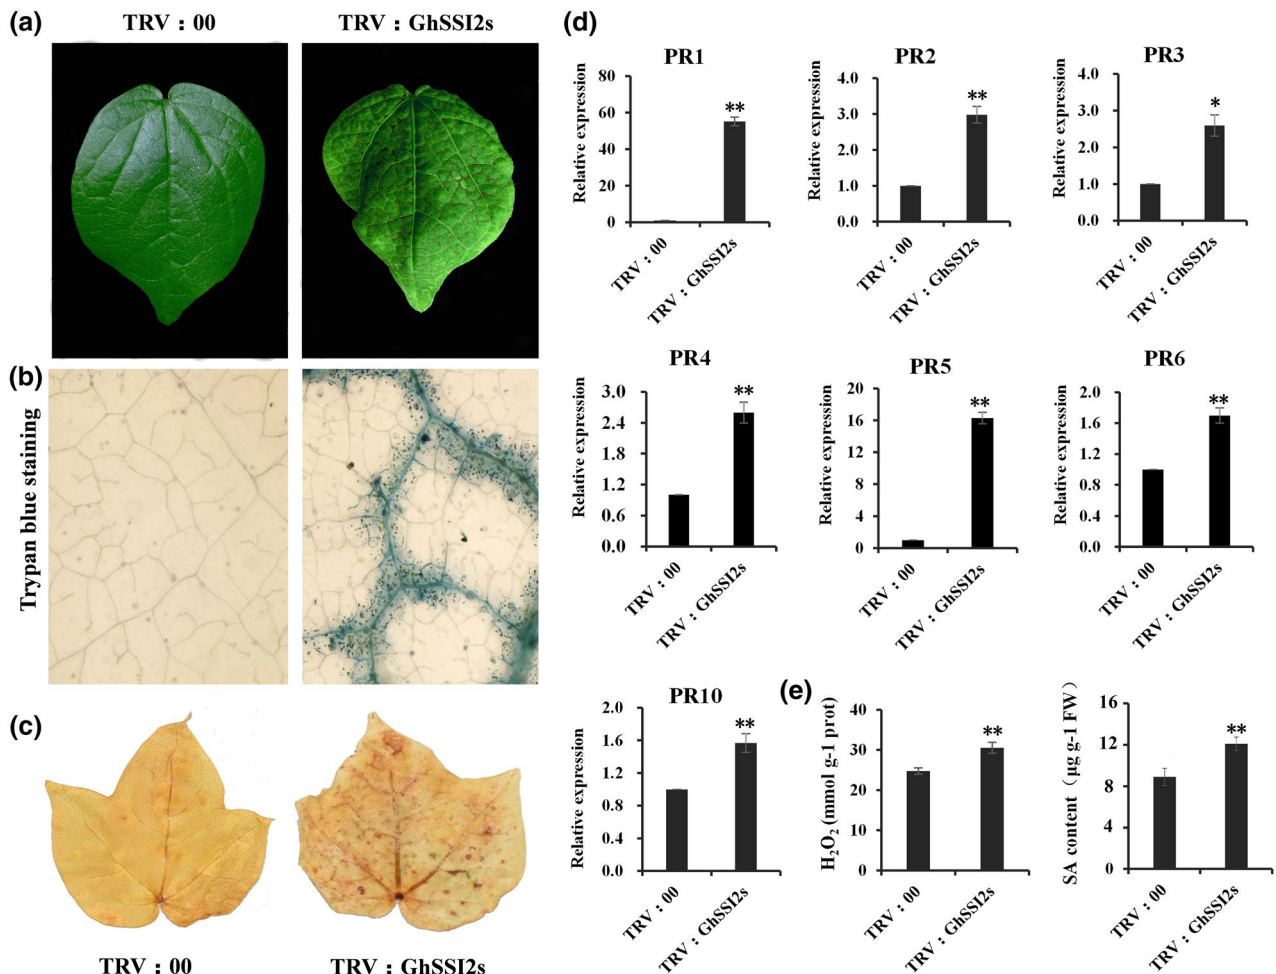 (a)
TRV：00
TRV：GhSSI2s
(b)
Trypan blue staining
(c)
TRV：00
TRV：GhSSI2s
(d)
PR1
Relative expression
80
60
40
20
0
**
TRV：00
TRV：GhSSI2s
PR2
Relative expression
4.0
3.0
2.0
1.0
0.0
**
TRV：00
TRV：GhSSI2s
PR3
Relative expression
4.0
3.0
2.0
1.0
0.0
*
TRV：00
TRV：GhSSI2s
PR4
Relative expression
3.0
2.4
1.8
1.2
0.6
0.0
**
TRV：00
TRV：GhSSI2s
PR5
Relative expression
20
16
12
8
5
0
**
TRV：00
TRV：GhSSI2s
PR6
Relative expression
2.0
1.6
1.2
0.8
0.4
0.0
**
TRV：00
TRV：GhSSI2s
PR10
Relative expression
2.0
1.6
1.2
0.8
0.4
0.0
**
TRV：00
TRV：GhSSI2s
(e)
H₂O₂ (mmol g-1 prot)
40
30
20
10
0
**
TRV：00
TRV：GhSSI2s
SA content（µg g-1 FW）
16
12
8
4
0
**
TRV：00
TRV：GhSSI2s